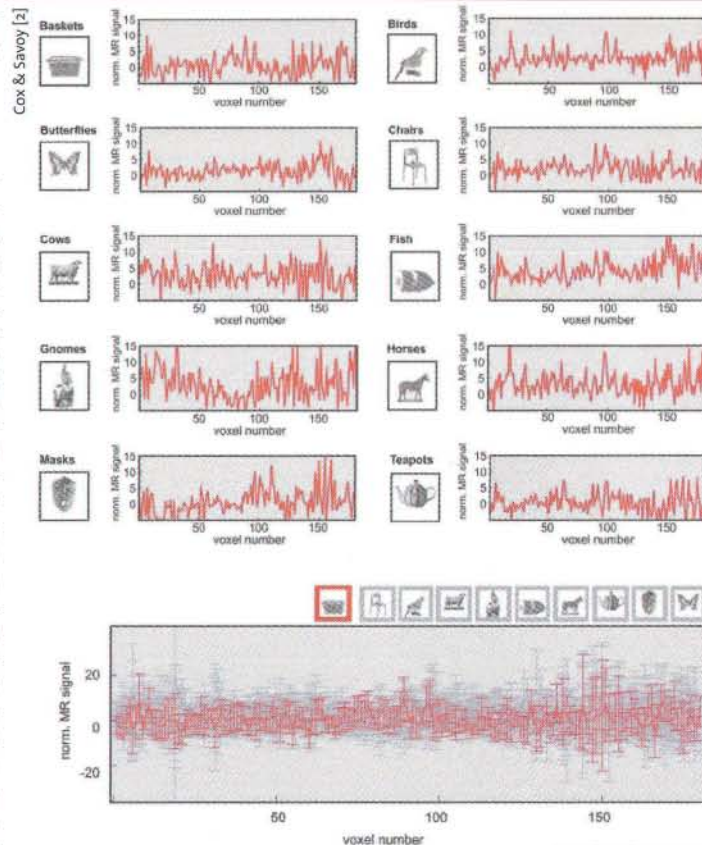 Cox & Savoy [2]
Baskets
norm. MR signal
15
10
5
0
50
100
150
voxel number
Birds
norm. MR signal
15
10
5
0
50
100
150
voxel number
Butterflies
norm. MR signal
15
10
5
0
50
100
150
voxel number
Chairs
norm. MR signal
15
10
5
0
50
100
150
voxel number
Cows
norm. MR signal
15
10
5
0
50
100
150
voxel number
Fish
norm. MR signal
15
10
5
0
50
100
150
voxel number
Gnomes
norm. MR signal
15
10
5
0
50
100
150
voxel number
Horses
norm. MR signal
15
10
5
0
50
100
150
voxel number
Masks
norm. MR signal
15
10
5
0
50
100
150
voxel number
Teapots
norm. MR signal
15
10
5
0
50
100
150
voxel number
norm. MR signal
20
0
-20
50
100
150
voxel number